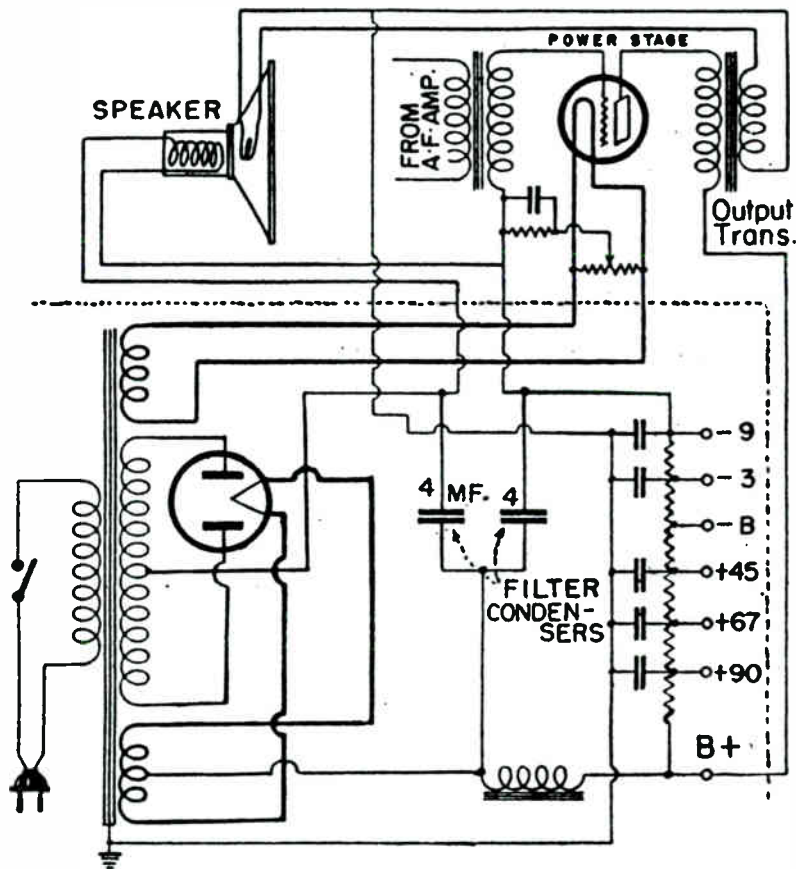 POWER STAGE
SPEAKER
FROM
A.F. AMP.
Output
Trans.
- 9
- 3
- B
+45
+67
+90
B+
4 MF. 4
FILTER
CONDEN-
SERS